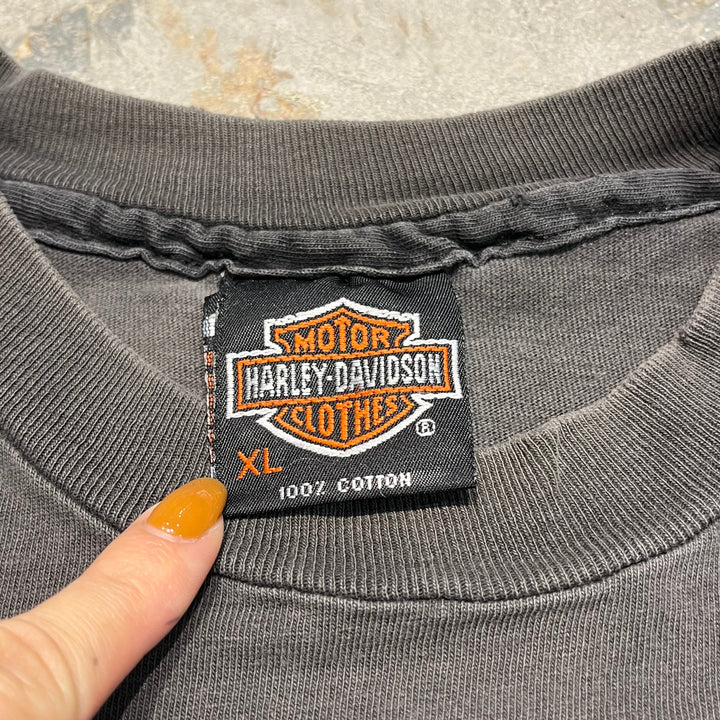 MOTOR
HARLEY-DAVIDSON
CLOTHES
®
XL
100% COTTON